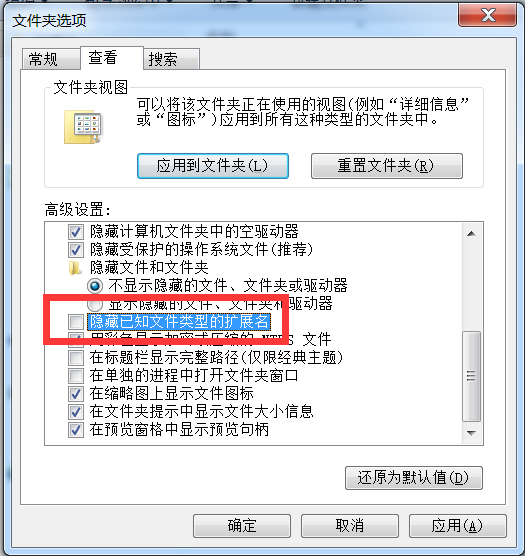 文件夹选项
常规
查看
搜索
文件夹视图
可以将该文件夹正在使用的视图(例如“详细信息”
或“图标”)应用到所有这种类型的文件夹中。
应用到文件夹(L)
重置文件夹(R)
高级设置:
隐藏计算机文件夹中的空驱动器
隐藏受保护的操作系统文件(推荐)
隐藏文件和文件夹
不显示隐藏的文件、文件夹或驱动器
显示隐藏的文件、文件夹和驱动器
隐藏已知文件类型的扩展名
用彩色显示加密或压缩的 NTFS 文件
在标题栏显示完整路径(仅限经典主题)
在单独的进程中打开文件夹窗口
在缩略图上显示文件图标
在文件夹提示中显示文件大小信息
在预览窗格中显示预览句柄
还原为默认值(D)
确定
取消
应用(A)